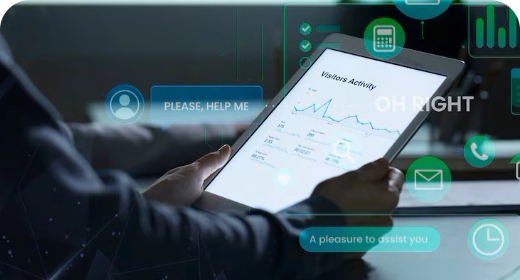 Visitors Activity
OH RIGHT
PLEASE, HELP ME
A pleasure to assist you